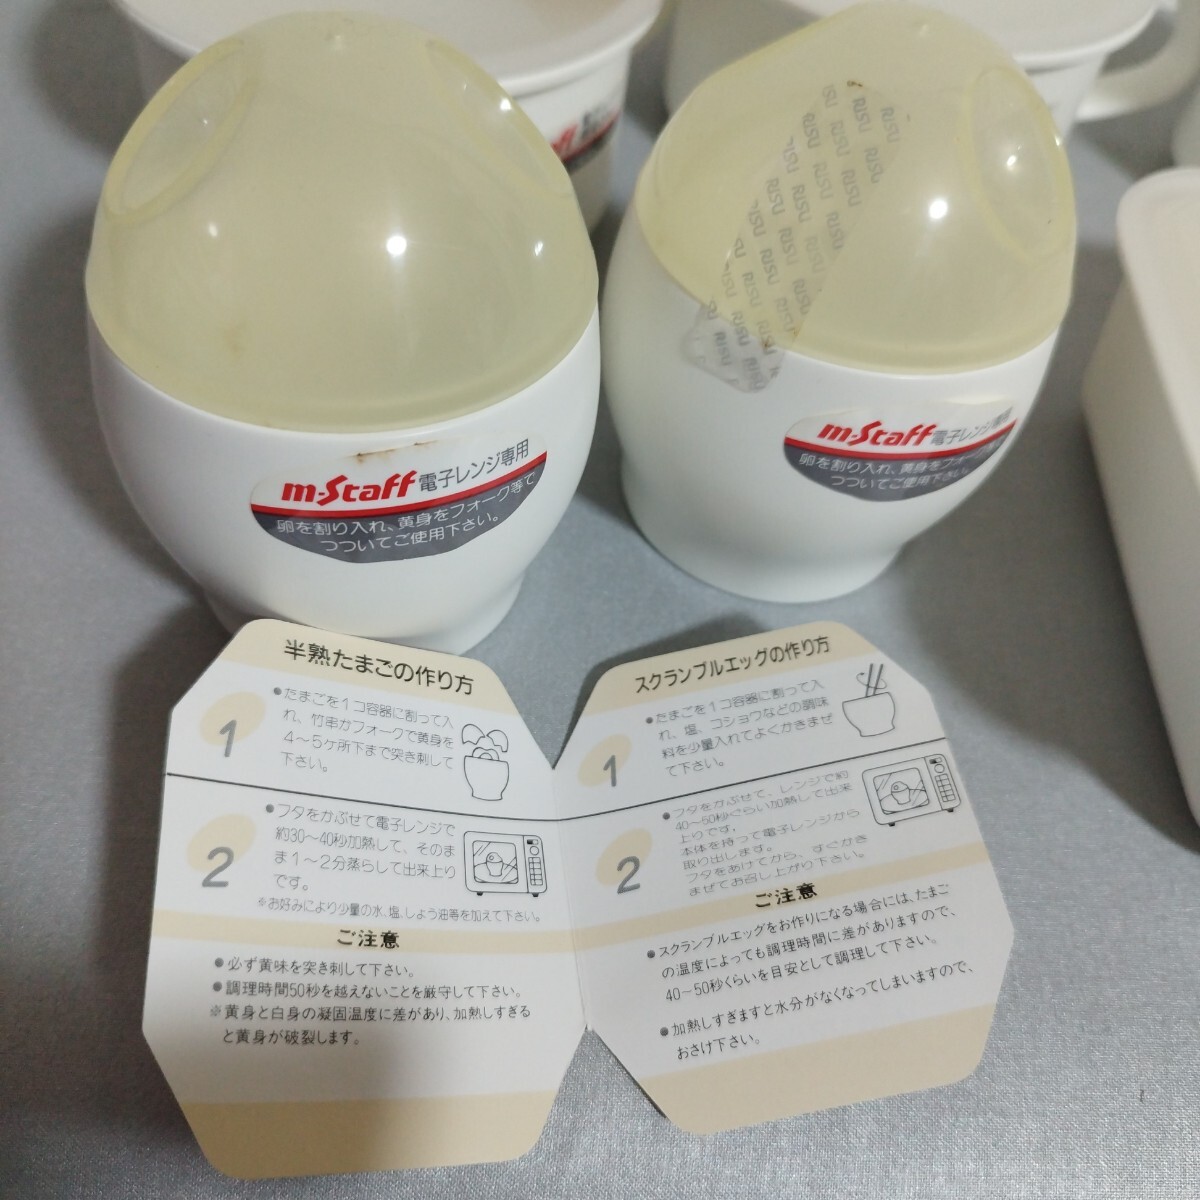 m-staff電子レンジ専用
卵を割り入れ、黄身をフォーク等で
つついてご使用下さい。
RISU RISU RISU
m-staff電子レンジ専用
卵を割り入れ、黄身をフォーク
つついてご使用下さい。
半熟たまごの作り方
1
●たまごを1コ容器に割って入
れ、竹串かフォークで黄身を
4〜5ヶ所下まで突き刺して
下さい。
2
●フタをかぶせて電子レンジで
約30〜40秒加熱して、そのま
ま1〜2分蒸らして出来上り
です。
※お好みにより少量の水、塩、しょう油等を加えて下さい。
ご注意
●必ず黄味を突き刺して下さい。
●調理時間50秒を越えないことを厳守して下さい。
※黄身と白身の凝固温度に差があり、加熱しすぎる
と黄身が破裂します。
スクランブルエッグの作り方
1
●たまごを1コ容器に割って入
れ、塩、コショウなどの調味
料を少量入れてよくかきまぜ
て下さい。
2
●フタをかぶせて、レンジで約
40〜50秒ぐらい加熱して出来
上りです。
本体を持って電子レンジから
取り出します。
フタをあけてから、すぐかき
まぜてお召し上がり下さい。
ご注意
●スクランブルエッグをお作りになる場合には、たまご
の温度によっても調理時間に差がありますので、
40〜50秒くらいを目安として調理して下さい。
●加熱しすぎますと水分がなくなってしまいますので、
おさけ下さい。